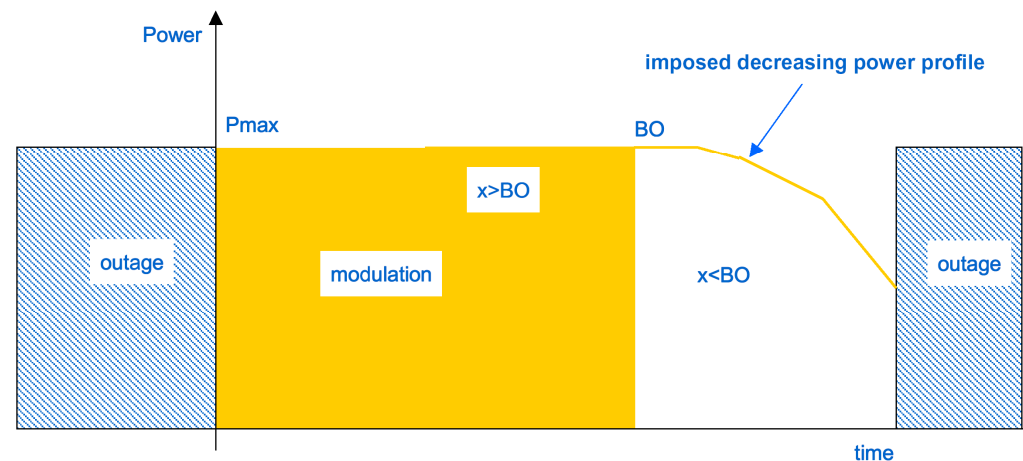 Power
imposed decreasing power profile
Pmax
BO
x>BO
outage
modulation
x<BO
outage
time